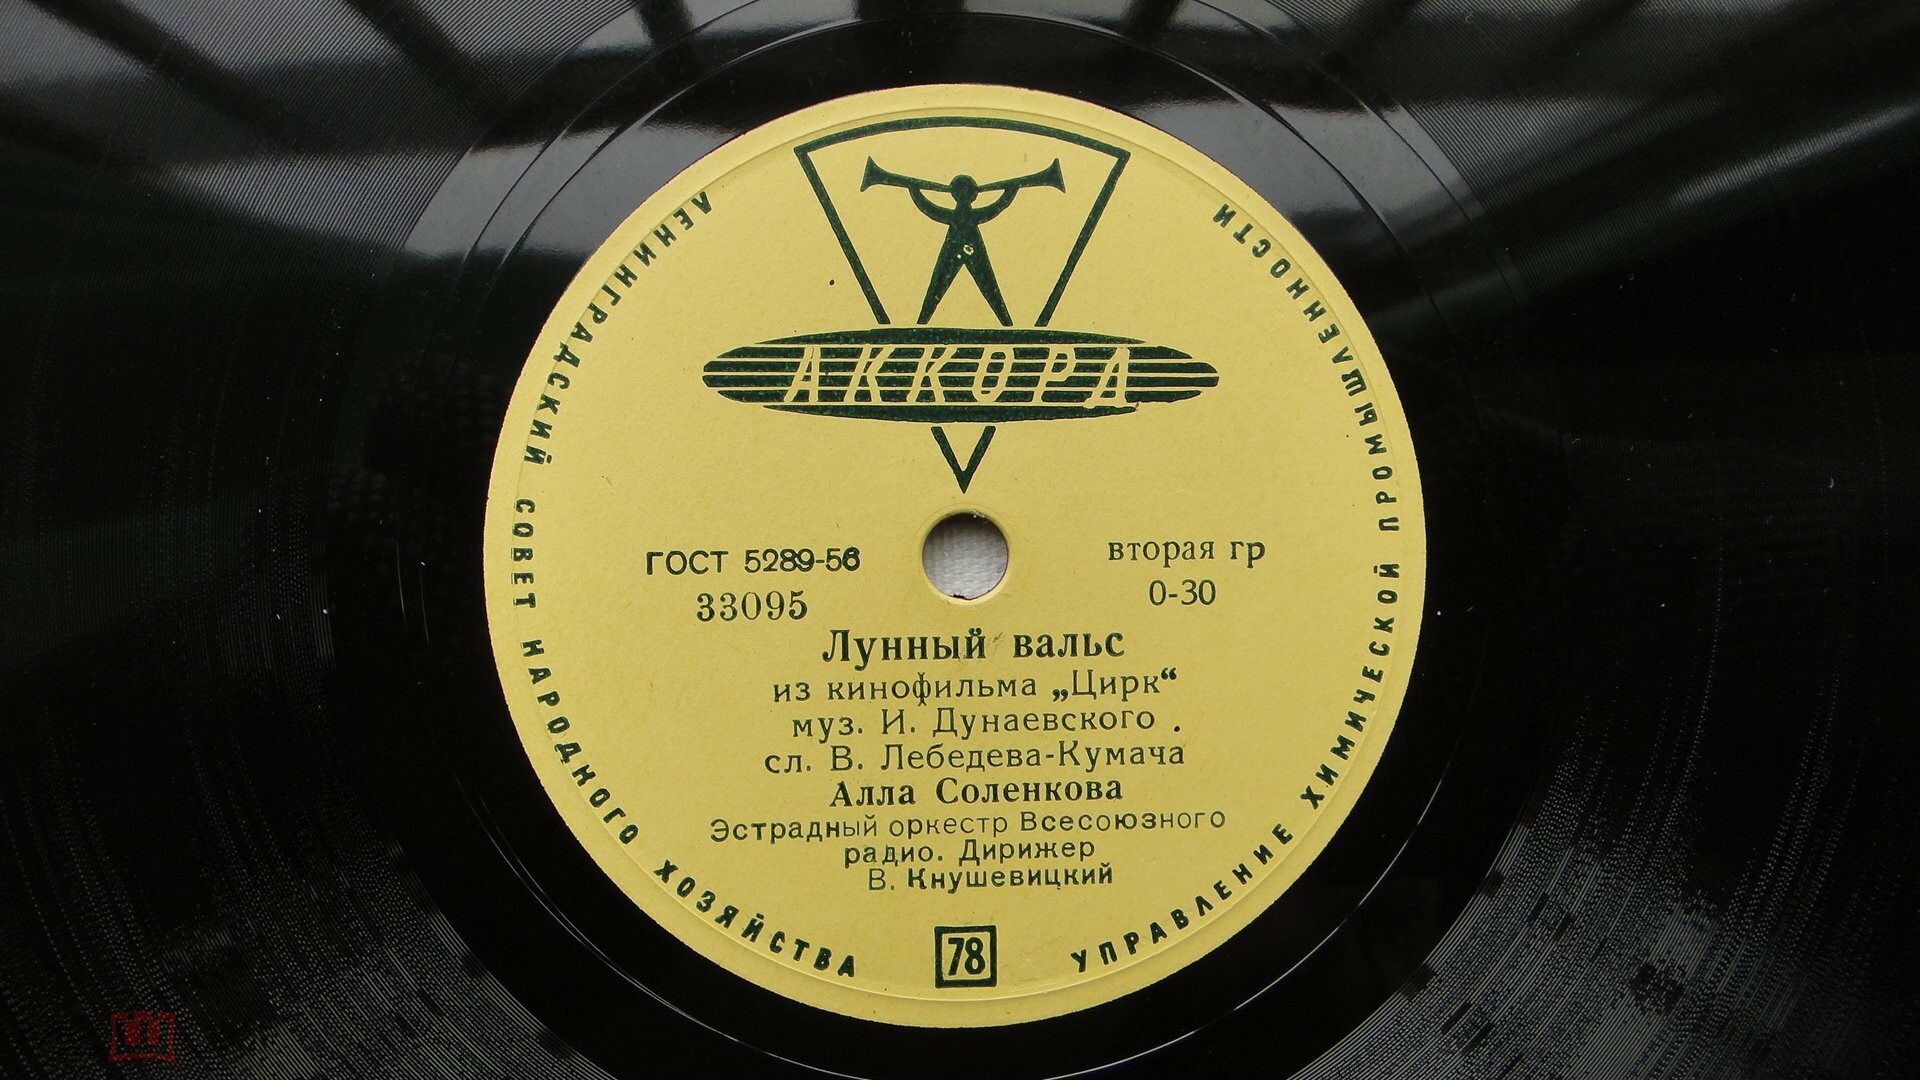 АККОРД
ЛЕНИНГРАДСКИЙ СОВЕТ НАРОДНОГО ХОЗЯЙСТВА
УПРАВЛЕНИЕ ХИМИЧЕСКОЙ ПРОМЫШЛЕННОСТИ
ГОСТ 5289-56
33095
вторая гр
0-30
Лунный вальс
из кинофильма „Цирк“
муз. И. Дунаевского .
сл. В. Лебедева-Кумача
Алла Соленкова
Эстрадный оркестр Всесоюзного
радио. Дирижер
В. Кнушевицкий
78